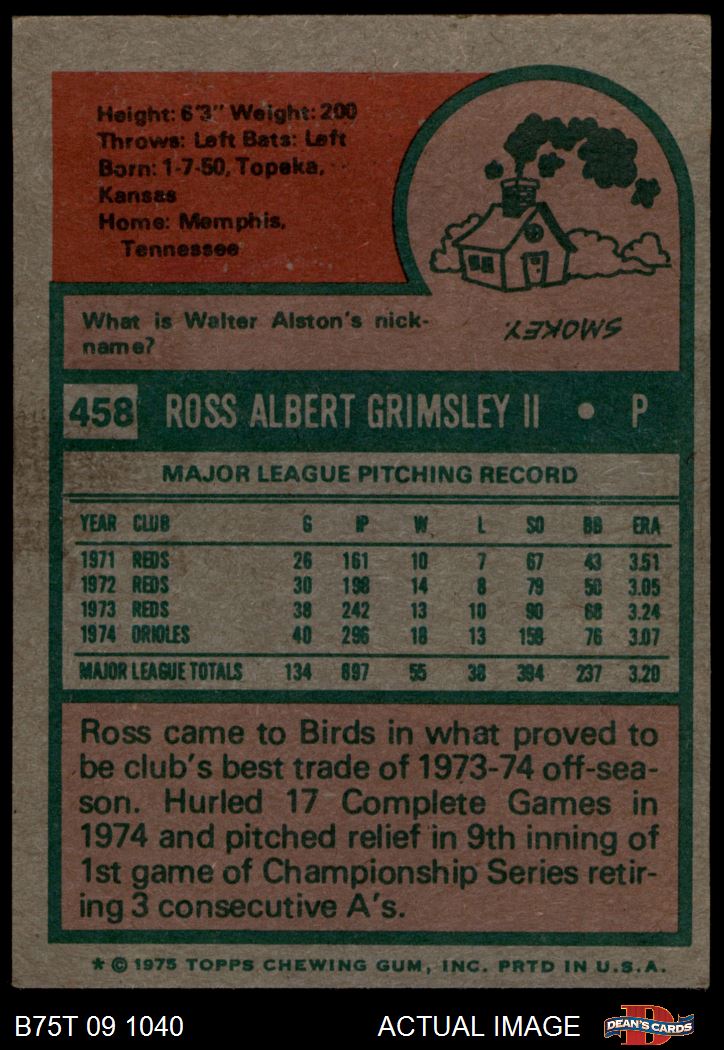 Height: 6'3" Weight: 200
Throws: Left Bats: Left
Born: 1-7-50, Topeka,
Kansas
Home: Memphis,
Tennessee
What is Walter Alston's nick-
name?
SMOKEY.
458 ROSS ALBERT GRIMSLEY II • P
MAJOR LEAGUE PITCHING RECORD
YEAR CLUB G IP W L SO BB ERA
1971 REDS 26 161 10 7 67 43 3.51
1972 REDS 30 198 14 8 79 50 3.05
1973 REDS 38 242 13 10 90 68 3.24
1974 ORIOLES 40 296 18 13 158 76 3.07
MAJOR LEAGUE TOTALS 134 897 55 38 394 237 3.20
Ross came to Birds in what proved to
be club's best trade of 1973-74 off-sea-
son. Hurled 17 Complete Games in
1974 and pitched relief in 9th inning of
1st game of Championship Series retir-
ing 3 consecutive A's.
* © 1975 TOPPS CHEWING GUM, INC. PRTD IN U.S.A.
B75T 09 1040 ACTUAL IMAGE D DEAN'S CARDS